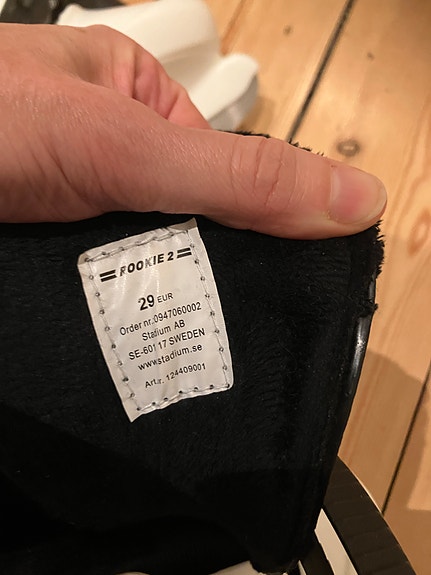 ROOKIE 2
29 EUR
Order nr.0947060002
Stadium AB
SE-601 17 SWEDEN
www.stadium.se
Art.nr. 124409001